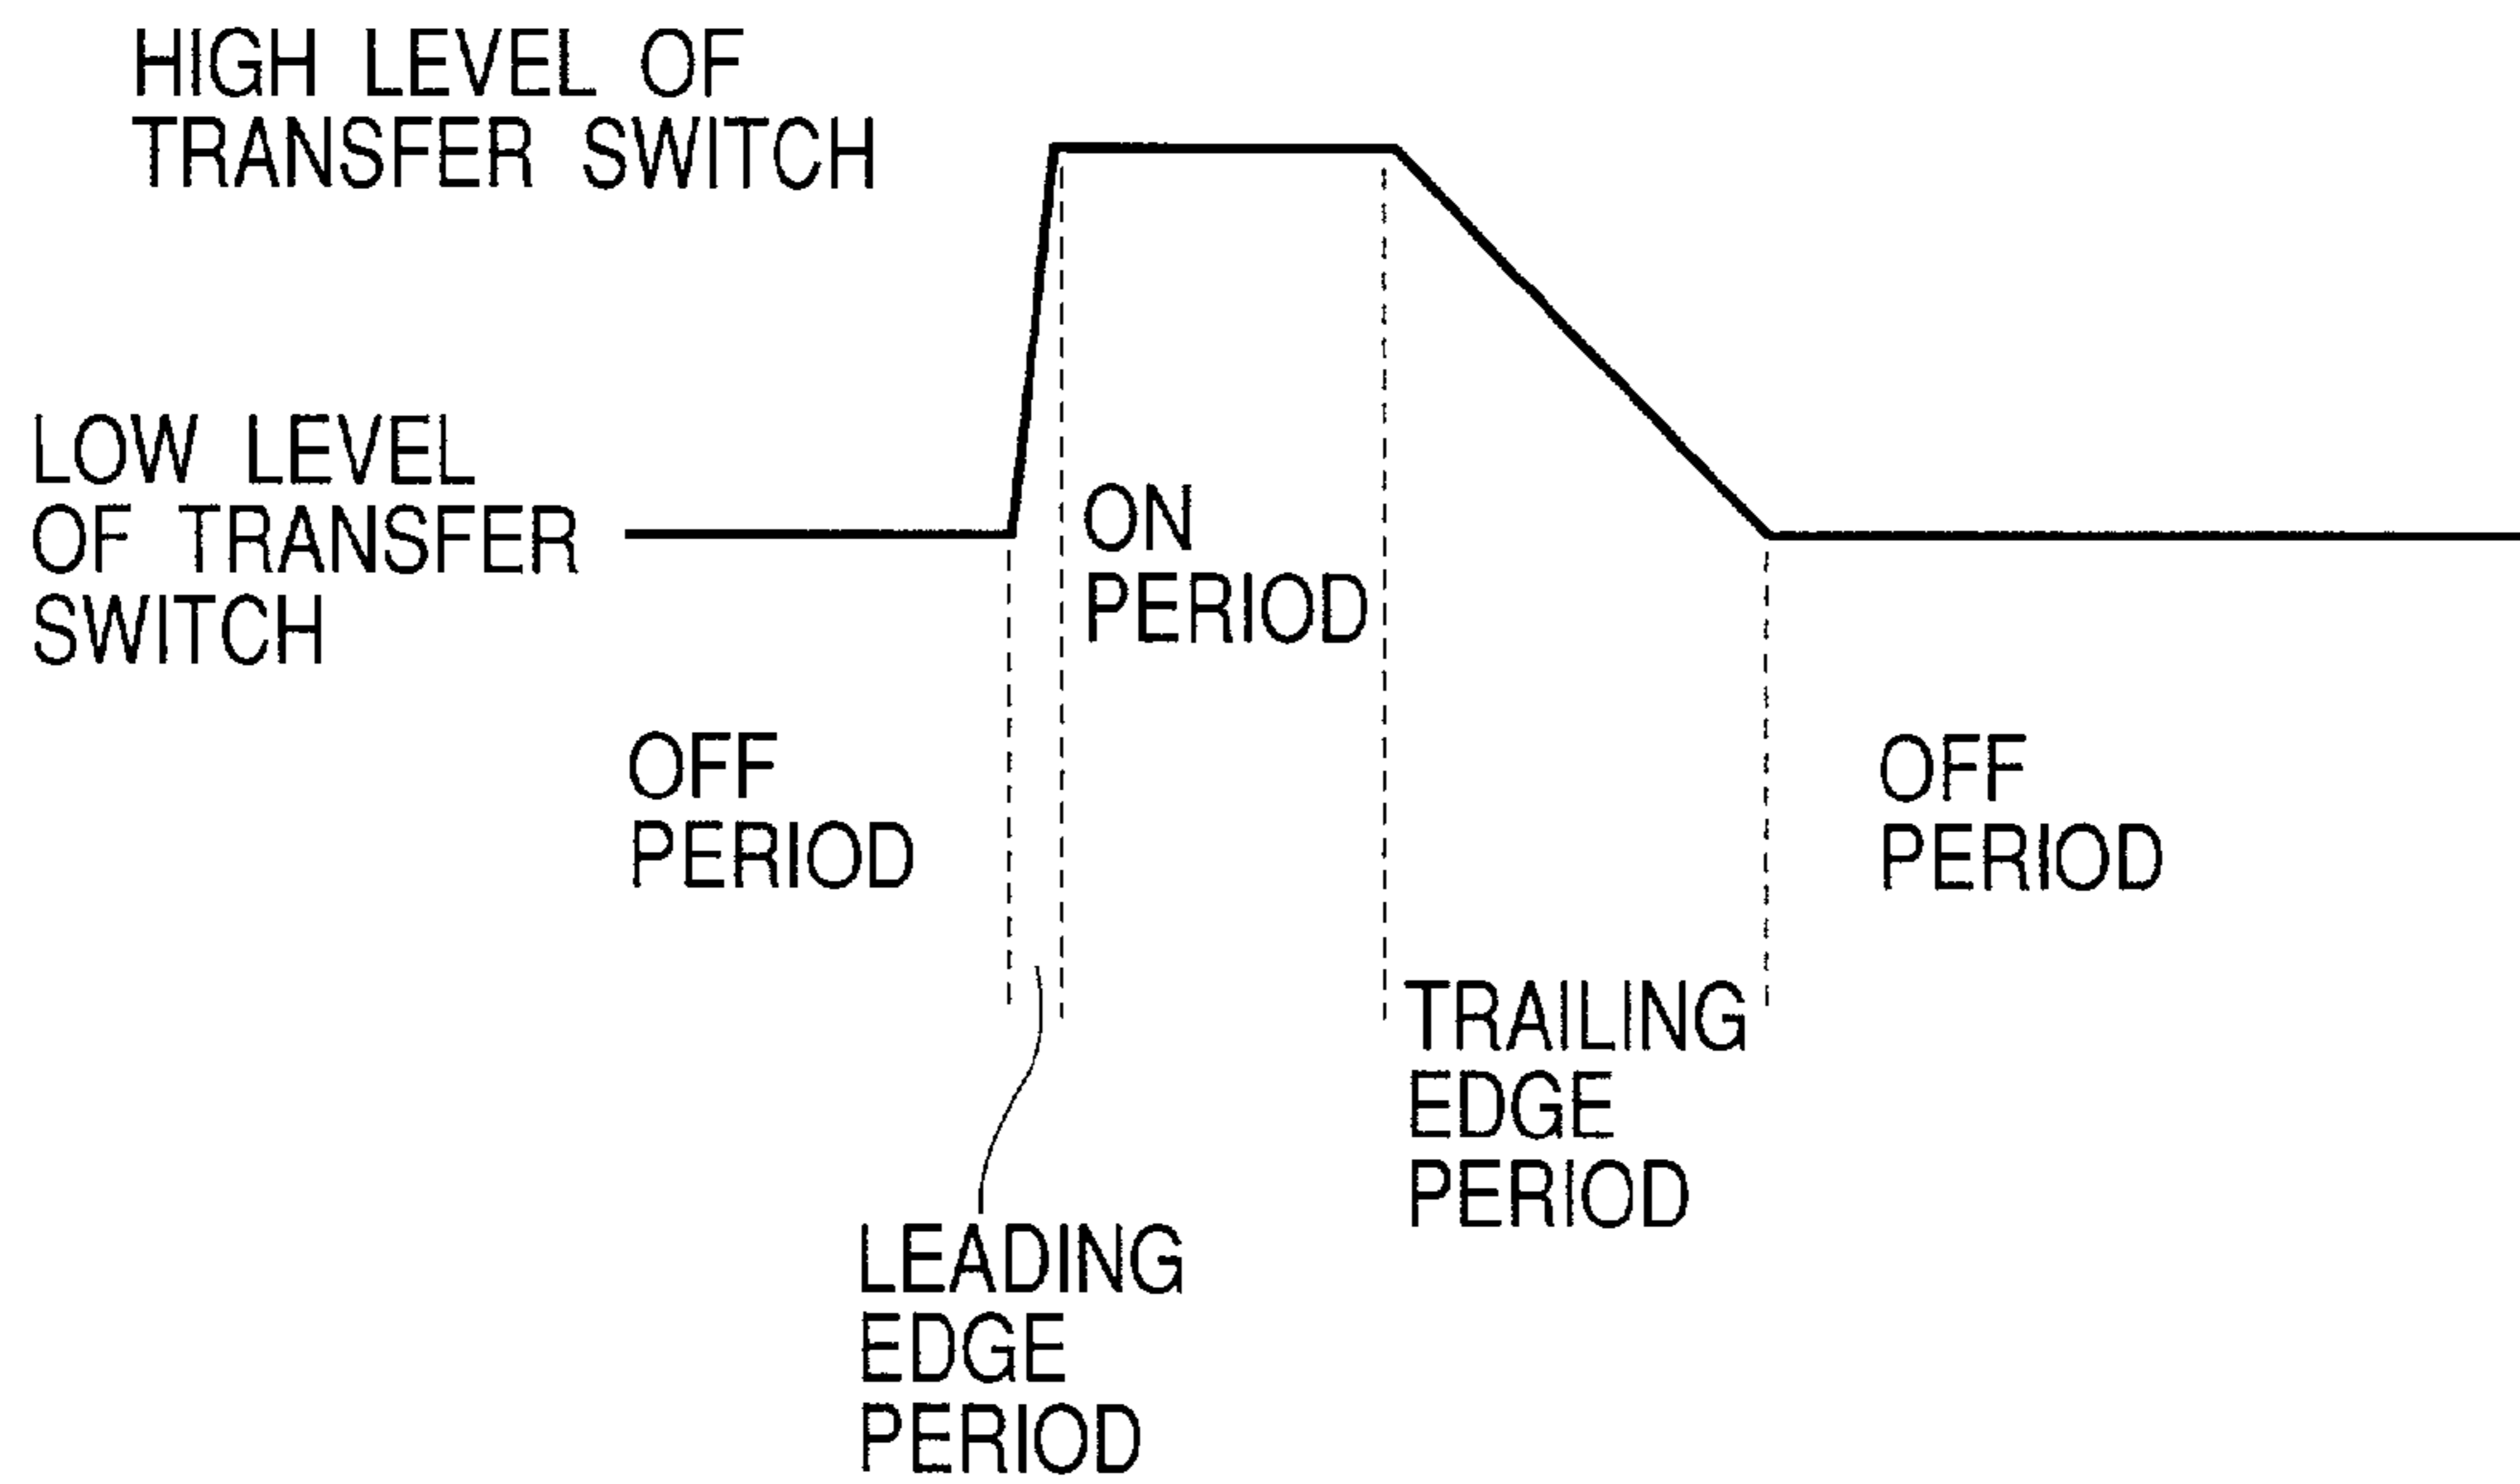 HIGH LEVEL OF
TRANSFER SWITCH
LOW LEVEL
OF TRANSFER
SWITCH
ON
PERIOD
OFF
PERIOD
OFF
PERIOD
TRAILING
EDGE
PERIOD
LEADING
EDGE
PERIOD